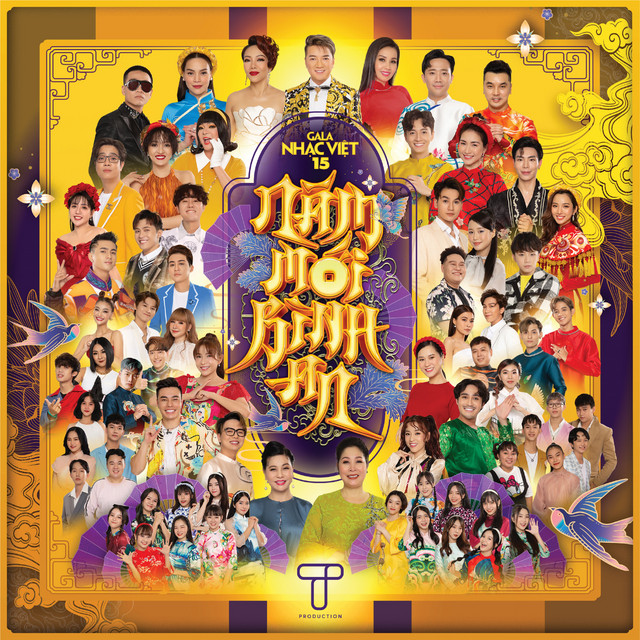 GALA
NHẠC VIỆT
'15
NĂM
MỚI
BÌNH
AN
T
PRODUCTION